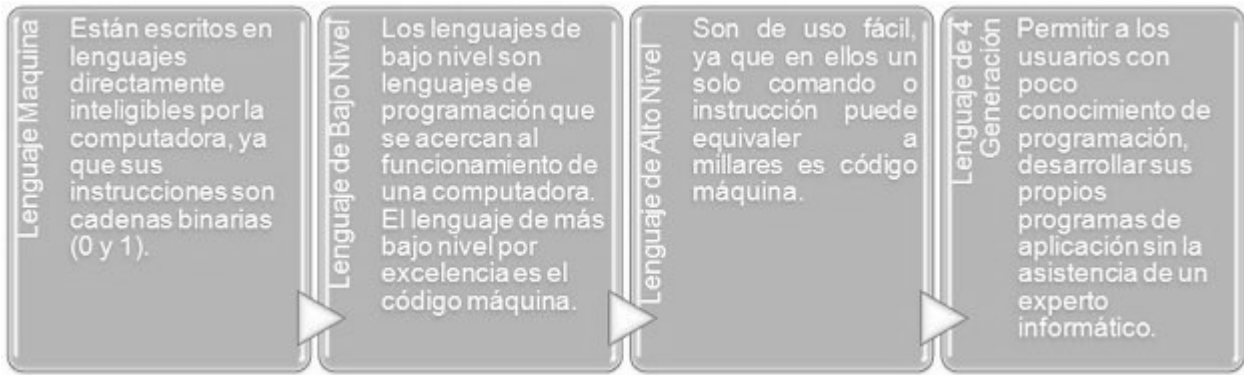 Lenguaje Maquina
Están escritos en
lenguajes
directamente
inteligibles por la
computadora, ya
que sus
instrucciones son
cadenas binarias
(0 y 1).
Lenguaje de Bajo Nivel
Los lenguajes de
bajo nivel son
lenguajes de
programación que
se acercan al
funcionamiento de
una computadora.
El lenguaje de más
bajo nivel por
excelencia es el
código máquina.
Lenguaje de Alto Nivel
Son de uso fácil,
ya que en ellos un
solo comando o
instrucción puede
equivaler a
millares es código
máquina.
Lenguaje de 4
Generación
Permitir a los
usuarios con
poco
conocimiento de
programación,
desarrollar sus
propios
programas de
aplicación sin la
asistencia de un
experto
informático.